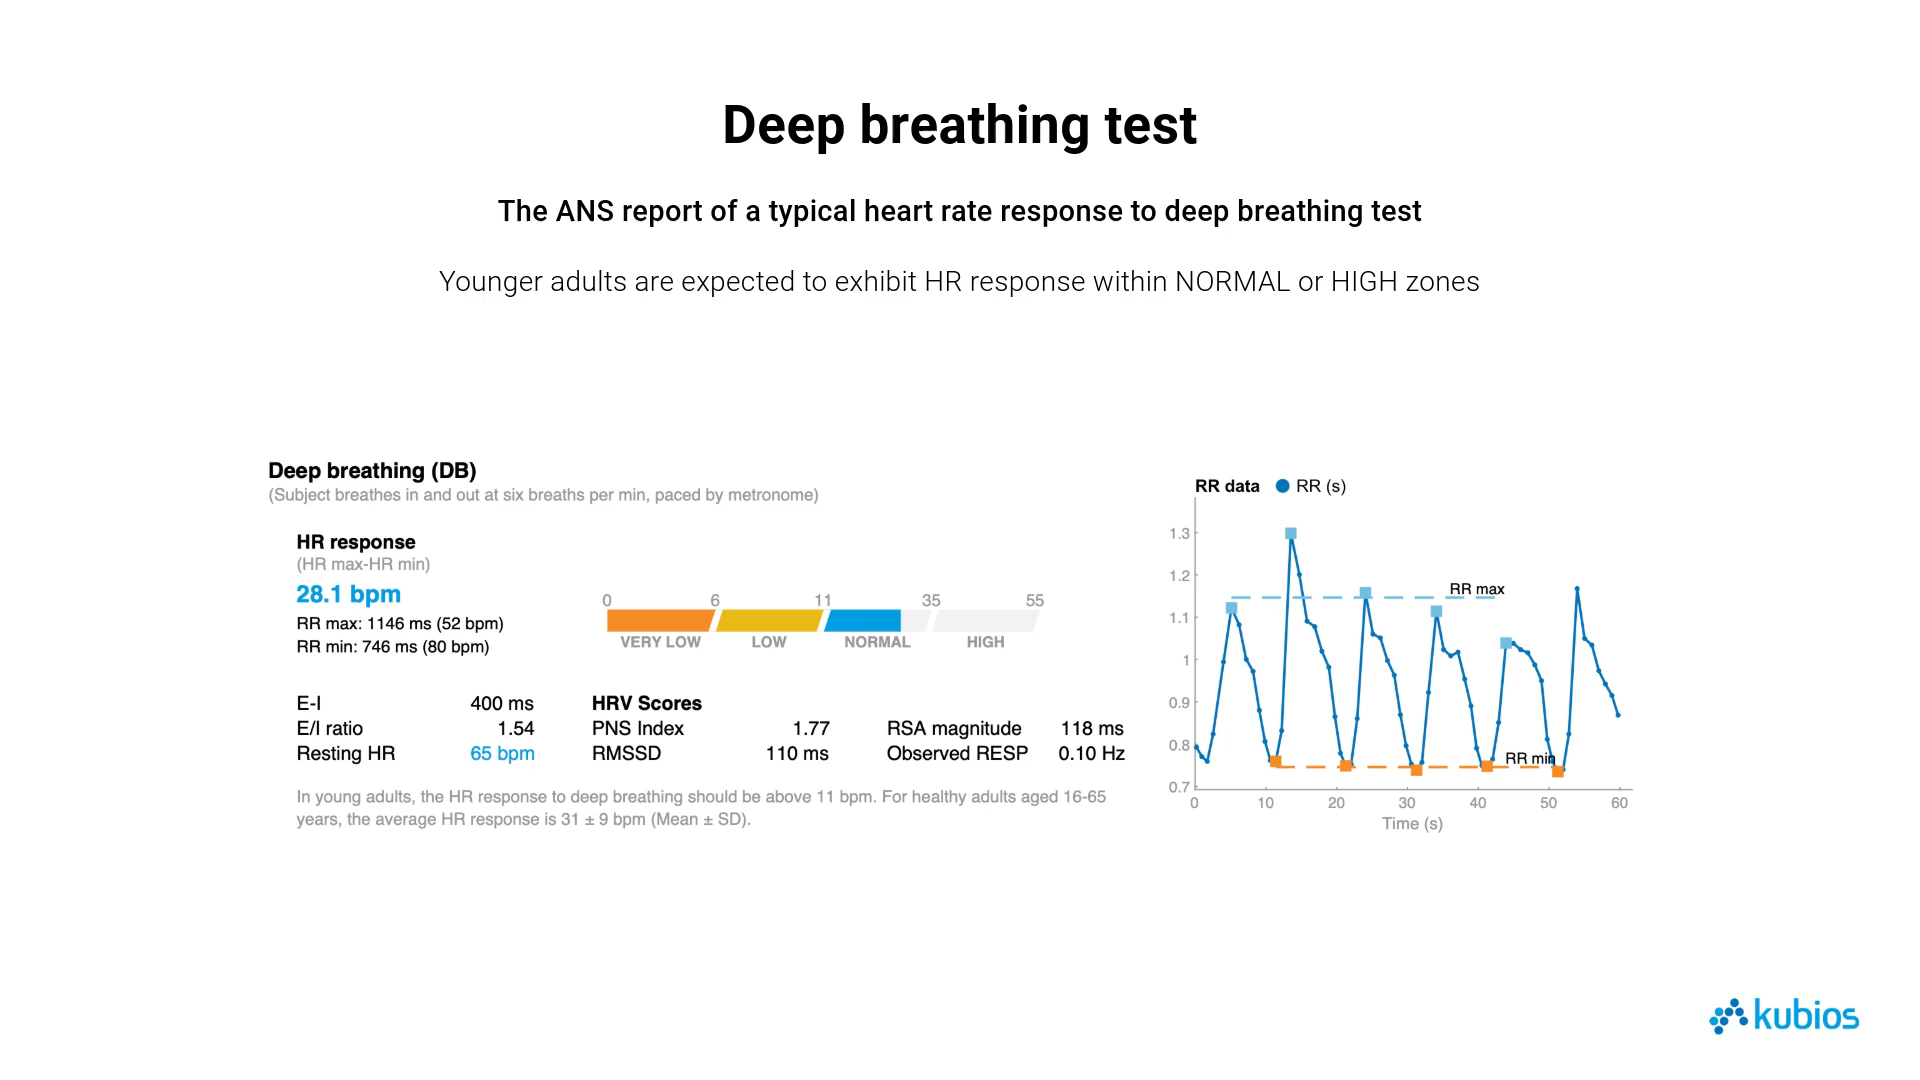 Deep breathing test
The ANS report of a typical heart rate response to deep breathing test
Younger adults are expected to exhibit HR response within NORMAL or HIGH zones
Deep breathing (DB)
(Subject breathes in and out at six breaths per min, paced by metronome)
HR response
(HR max-HR min)
28.1 bpm
RR max: 1146 ms (52 bpm)
RR min: 746 ms (80 bpm)
0 6 11 35 55
VERY LOW LOW NORMAL HIGH
E-I 400 ms HRV Scores
E/I ratio 1.54 PNS Index 1.77 RSA magnitude 118 ms
Resting HR 65 bpm RMSSD 110 ms Observed RESP 0.10 Hz
In young adults, the HR response to deep breathing should be above 11 bpm. For healthy adults aged 16-65
years, the average HR response is 31 ± 9 bpm (Mean ± SD).
RR data RR (s)
1.3
1.2
RR max
1.1
1
0.9
0.8
RR min
0.7
0 10 20 30 40 50 60
Time (s)
kubios